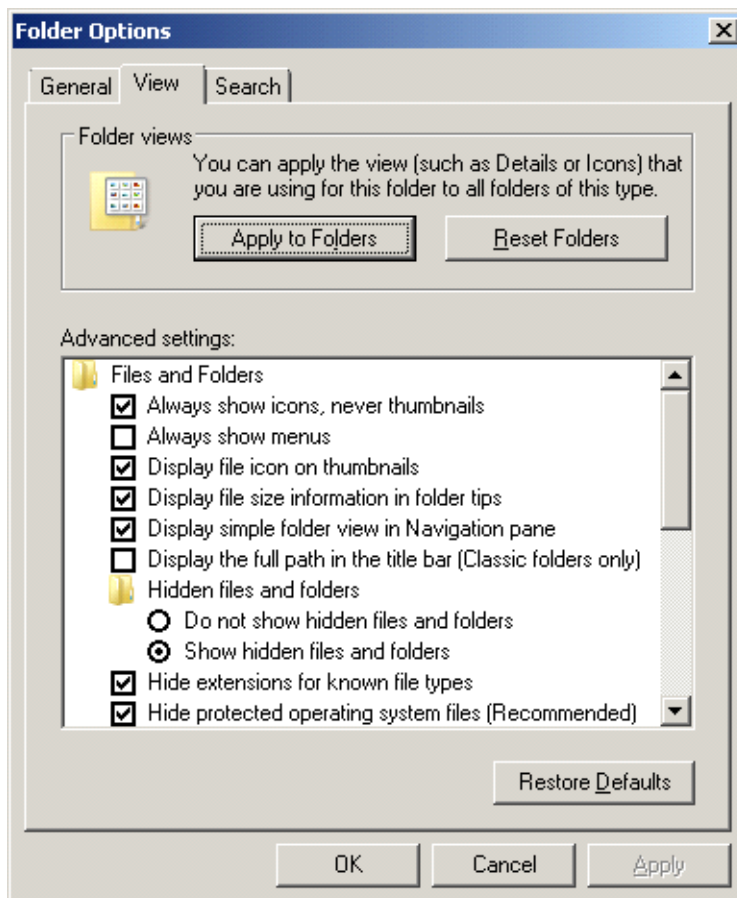 Folder Options
General View Search
Folder views
You can apply the view (such as Details or Icons) that
you are using for this folder to all folders of this type.
Apply to Folders Reset Folders
Advanced settings:
Files and Folders
Always show icons, never thumbnails
Always show menus
Display file icon on thumbnails
Display file size information in folder tips
Display simple folder view in Navigation pane
Display the full path in the title bar (Classic folders only)
Hidden files and folders
Do not show hidden files and folders
Show hidden files and folders
Hide extensions for known file types
Hide protected operating system files (Recommended)
Restore Defaults
OK Cancel Apply